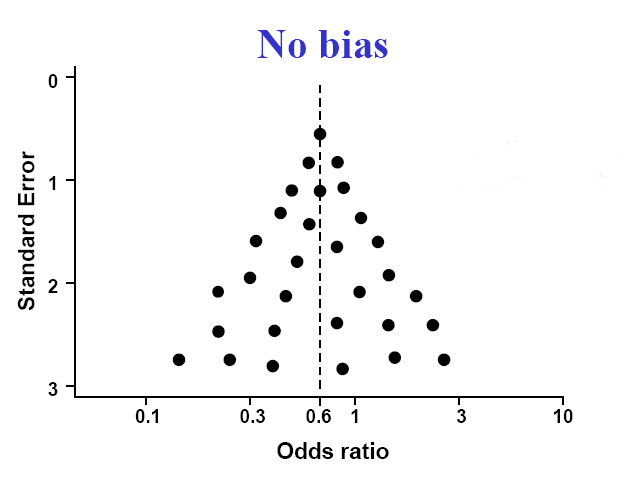 No bias
0
1
2
3
Standard Error
0.1 0.3 0.6 1 3 10
Odds ratio